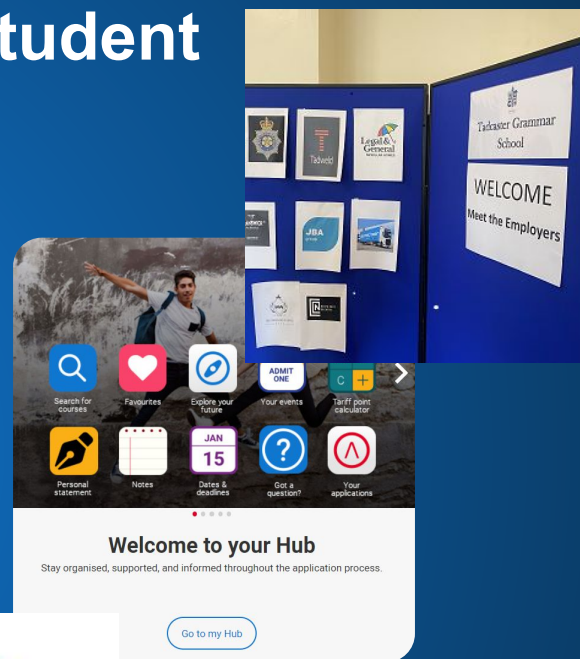 tudent
Tadcaster Grammar
School
WELCOME
Meet the Employers
Tadweld
Legal&
General
JBA
Search for
courses
Favourites
Explore your
future
ADMIT
ONE
Your events
C +
Tariff point
calculator
Personal
statement
Notes
JAN
15
Dates &
deadlines
?
Got a
question?
Your
applications
Welcome to your Hub
Stay organised, supported, and informed throughout the application process.
Go to my Hub